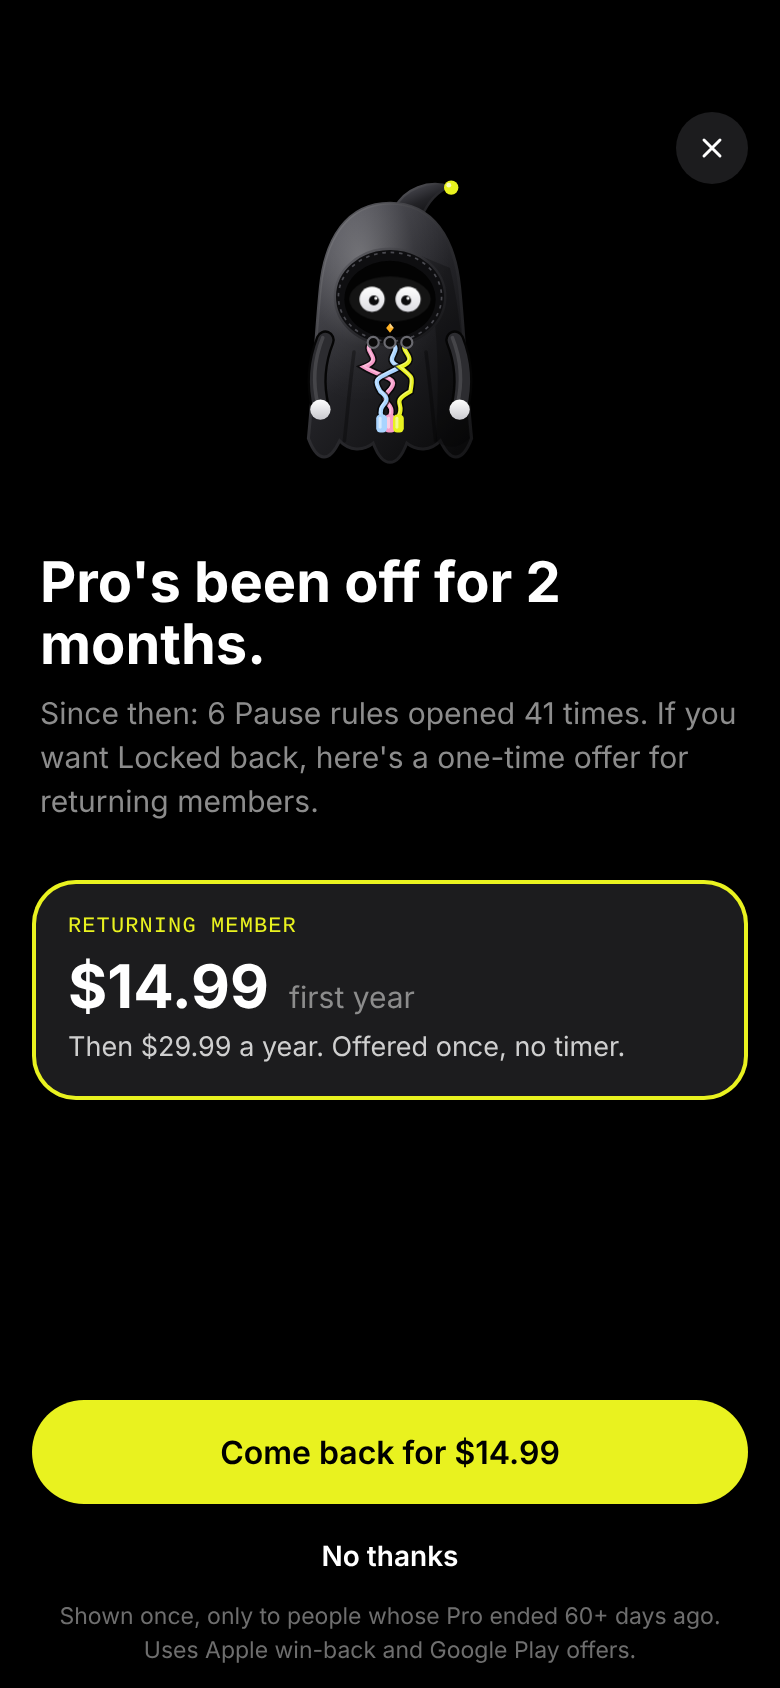 Pro's been off for 2
months.
Since then: 6 Pause rules opened 41 times. If you
want Locked back, here's a one-time offer for
returning members.
RETURNING MEMBER
$14.99 first year
Then $29.99 a year. Offered once, no timer.
Come back for $14.99
No thanks
Shown once, only to people whose Pro ended 60+ days ago.
Uses Apple win-back and Google Play offers.